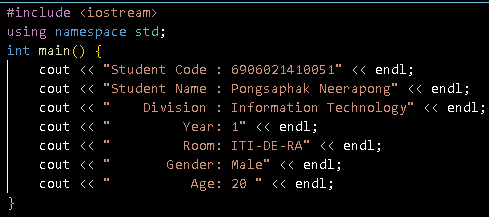 #include <iostream>
using namespace std;
int main() {
    cout << "Student Code : 6906021410051" << endl;
    cout << "Student Name : Pongsaphak Neerapong" << endl;
    cout << "    Division : Information Technology" << endl;
    cout << "         Year: 1" << endl;
    cout << "         Room: ITI-DE-RA" << endl;
    cout << "       Gender: Male" << endl;
    cout << "          Age: 20 " << endl;
}